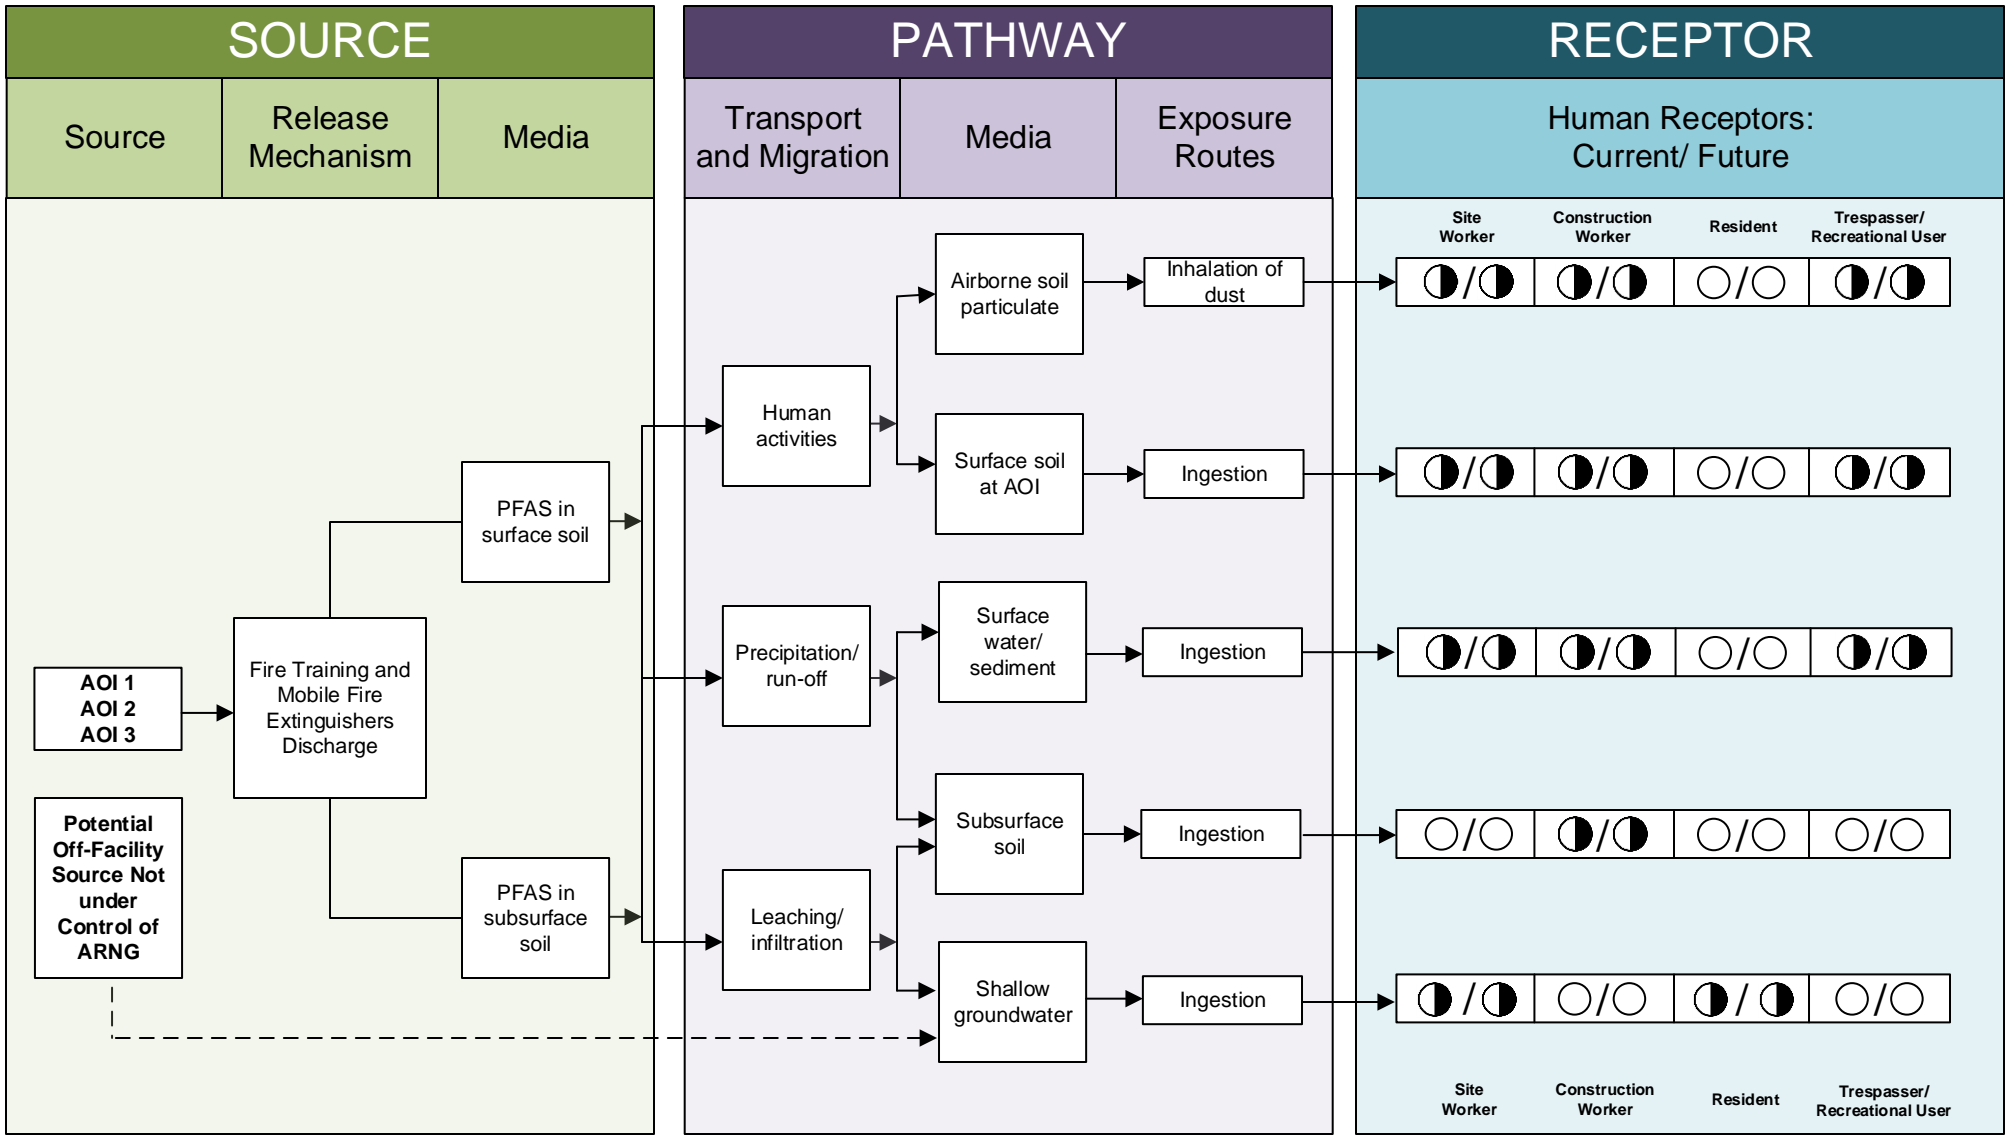 SOURCE
PATHWAY
RECEPTOR
Source
Release
Mechanism
Media
Transport
and Migration
Media
Exposure
Routes
Human Receptors:
Current/ Future
Site
Worker
Construction
Worker
Resident
Trespasser/
Recreational User
Airborne soil
particulate
Inhalation of
dust
/
/
/
/
Human
activities
Surface soil
at AOI
Ingestion
/
/
/
/
PFAS in
surface soil
Precipitation/
run-off
Surface
water/
sediment
Ingestion
/
/
/
/
AOI 1
AOI 2
AOI 3
Fire Training and
Mobile Fire
Extinguishers
Discharge
Potential
Off-Facility
Source Not
under
Control of
ARNG
Subsurface
soil
Ingestion
/
/
/
/
PFAS in
subsurface
soil
Leaching/
infiltration
Shallow
groundwater
Ingestion
/
/
/
/
Site
Worker
Construction
Worker
Resident
Trespasser/
Recreational User